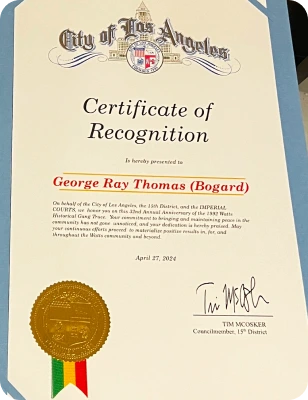 City of Los Angeles
Certificate of
Recognition
Is hereby presented to
George Ray Thomas (Bogard)
On behalf of the City of Los Angeles, the 15th District, and the IMPERIAL
COURTS, we honor you on this 32nd Annual Anniversary of the 1992 Watts
Historical Gang Truce. Your commitment to bringing and maintaining peace in the
community has not gone unnoticed, and your dedication is hereby praised. May
your continuous efforts proceed to materialize positive results in, for, and
throughout the Watts community and beyond.
April 27, 2024
TIM MCOSKER
Councilmember, 15th District